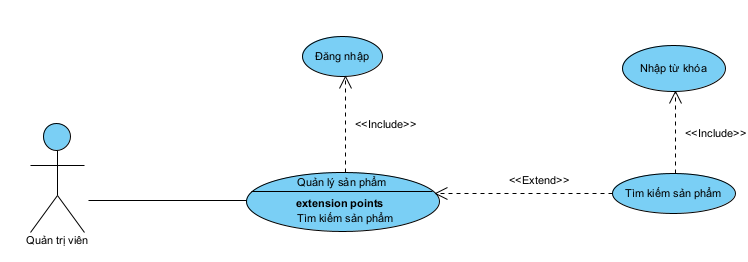 Đăng nhập
Nhập từ khóa
<<Include>>
<<Include>>
<<Extend>>
Quản lý sản phẩm
extension points
Tìm kiếm sản phẩm
Tìm kiếm sản phẩm
Quản trị viên